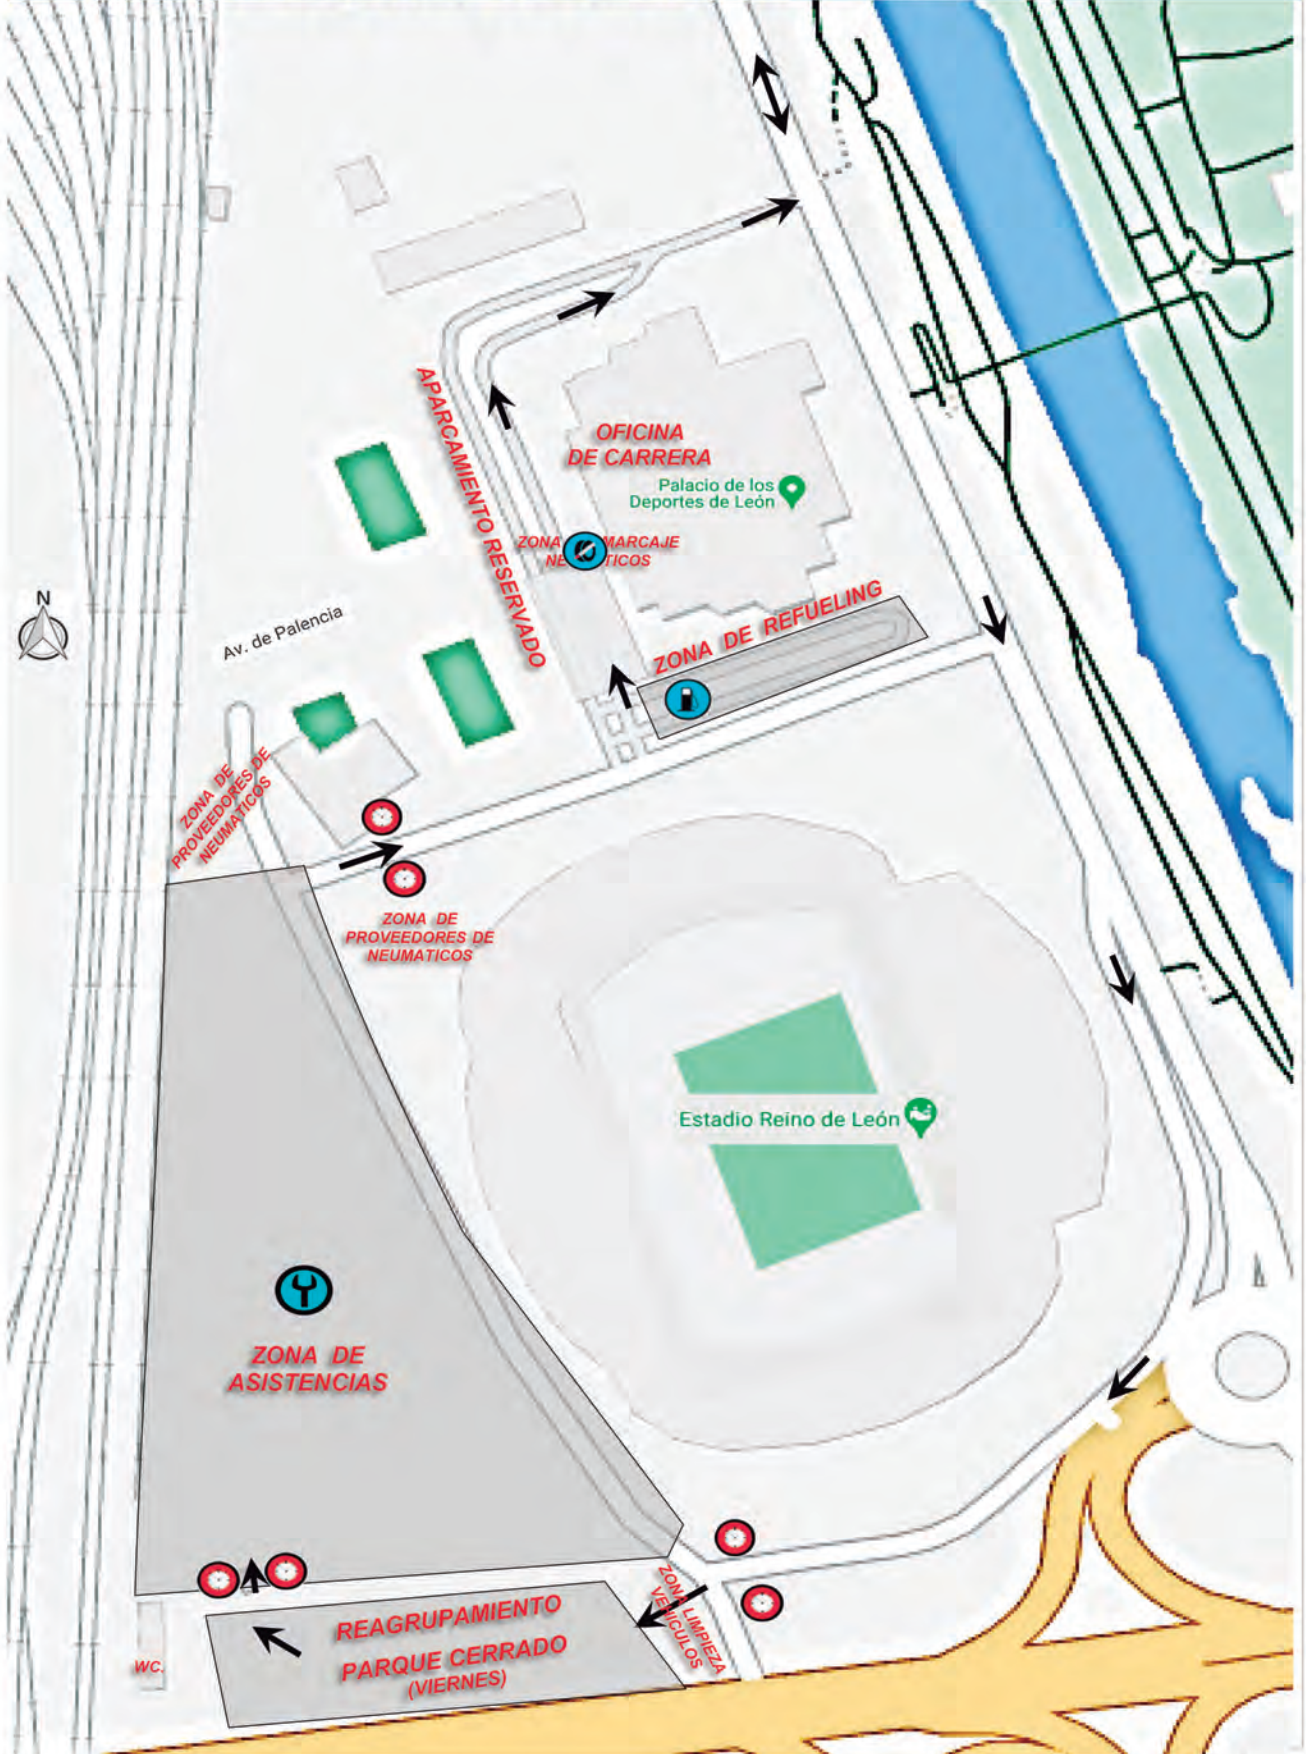 APARCAMIENTO RESERVADO
OFICINA
DE CARRERA
Palacio de los
Deportes de León
ZONA MARCAJE
NE TICOS
ZONA DE REFUELING
N
Av. de Palencia
ZONA DE
PROVEEDORES DE
NEUMATICOS
ZONA DE
PROVEEDORES DE
NEUMATICOS
Estadio Reino de León
ZONA DE
ASISTENCIAS
ZONA LIMPIEZA
VEHICULOS
REAGRUPAMIENTO
PARQUE CERRADO
(VIERNES)
WC.